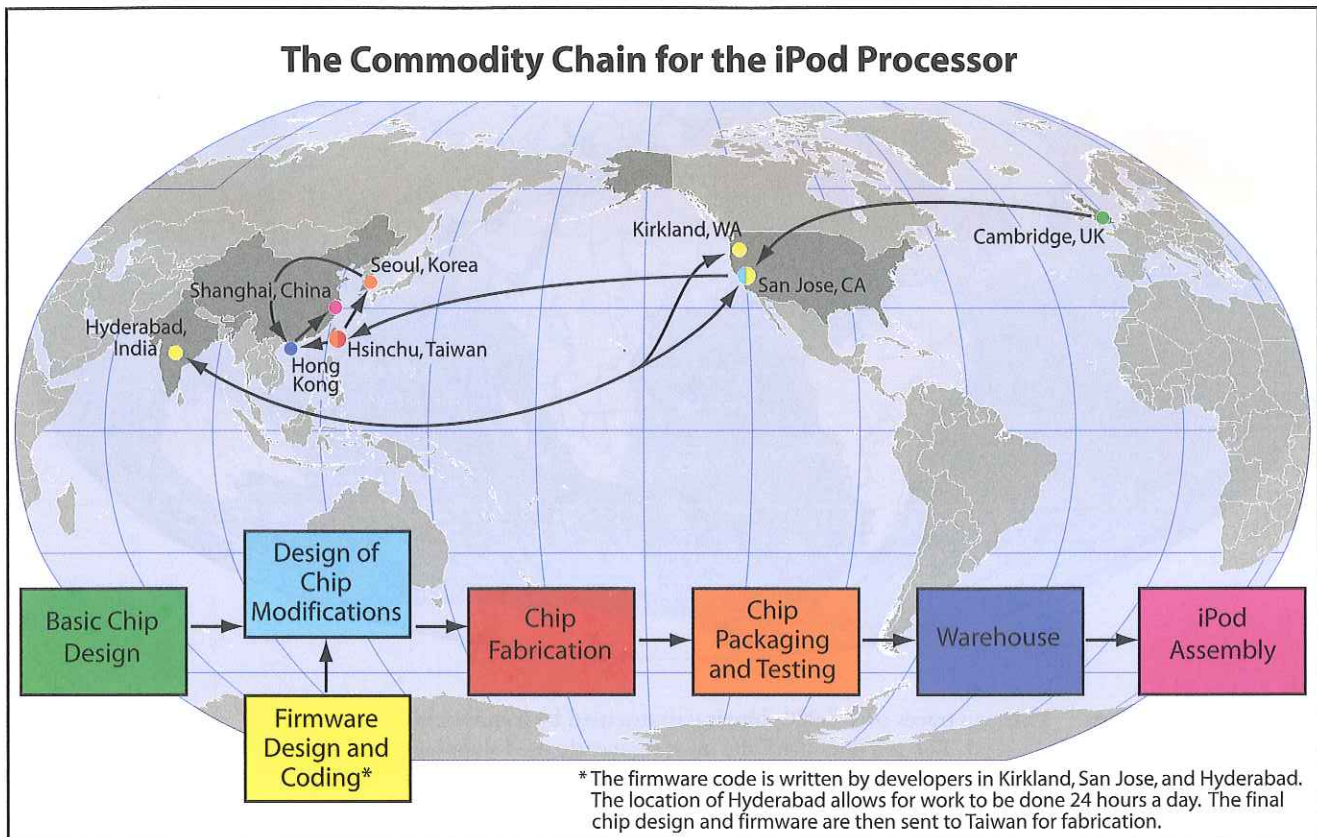 The Commodity Chain for the iPod Processor
Kirkland, WA
Cambridge, UK
Seoul, Korea
San Jose, CA
Shanghai, China
Hyderabad,
India
Hsinchu, Taiwan
Hong
Kong
Basic Chip
Design
Design of
Chip
Modifications
Firmware
Design and
Coding*
Chip
Fabrication
Chip
Packaging
and Testing
Warehouse
iPod
Assembly
* The firmware code is written by developers in Kirkland, San Jose, and Hyderabad.
The location of Hyderabad allows for work to be done 24 hours a day. The final
chip design and firmware are then sent to Taiwan for fabrication.